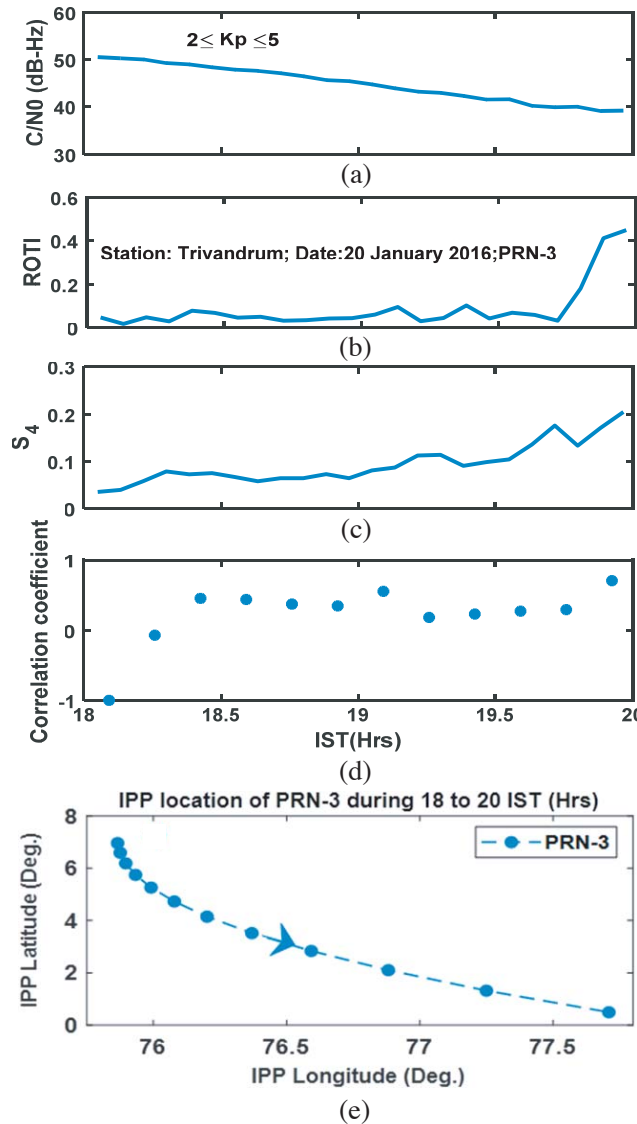 60
50
40
30
C/N0 (dB-Hz)
2≤ Kp ≤5
(a)
0.6
0.4
0.2
0
ROTI
Station: Trivandrum; Date:20 January 2016;PRN-3
(b)
0.3
0.2
0.1
0
S4
(c)
1
0
-1
Correlation coefficient
18 18.5 19 19.5 20
IST(Hrs)
(d)
IPP location of PRN-3 during 18 to 20 IST (Hrs)
8
6
4
2
0
IPP Latitude (Deg.)
PRN-3
76 76.5 77 77.5
IPP Longitude (Deg.)
(e)